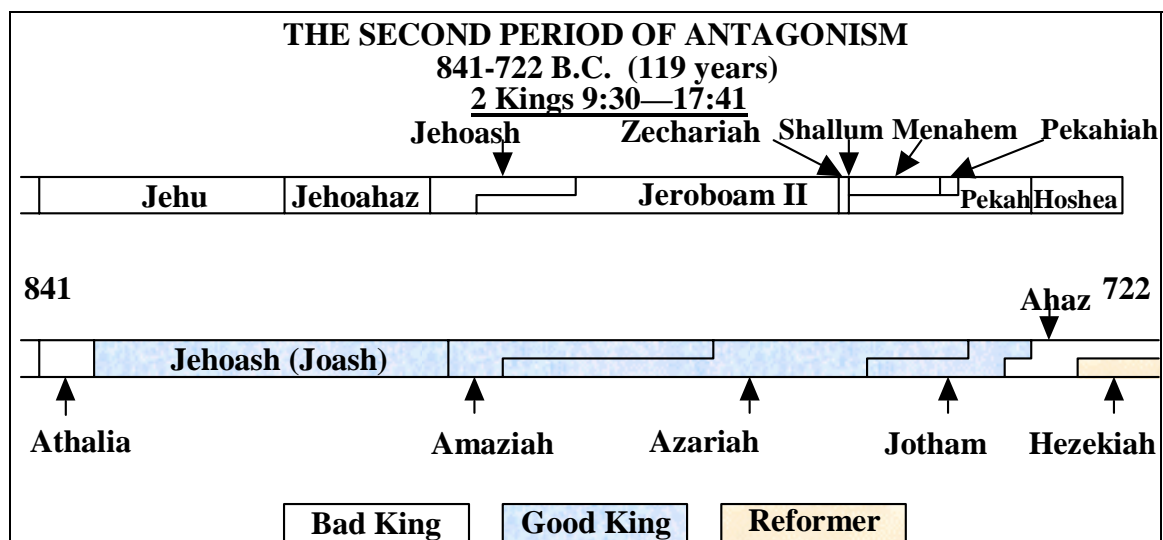 THE SECOND PERIOD OF ANTAGONISM
841-722 B.C. (119 years)
2 Kings 9:30—17:41
Jehoash Zechariah Shallum Menahem Pekahiah
Jehu Jehoahaz Jeroboam II Pekah Hoshea
841 722
Ahaz
Jehoash (Joash)
Athalia Amaziah Azariah Jotham Hezekiah
Bad King Good King Reformer